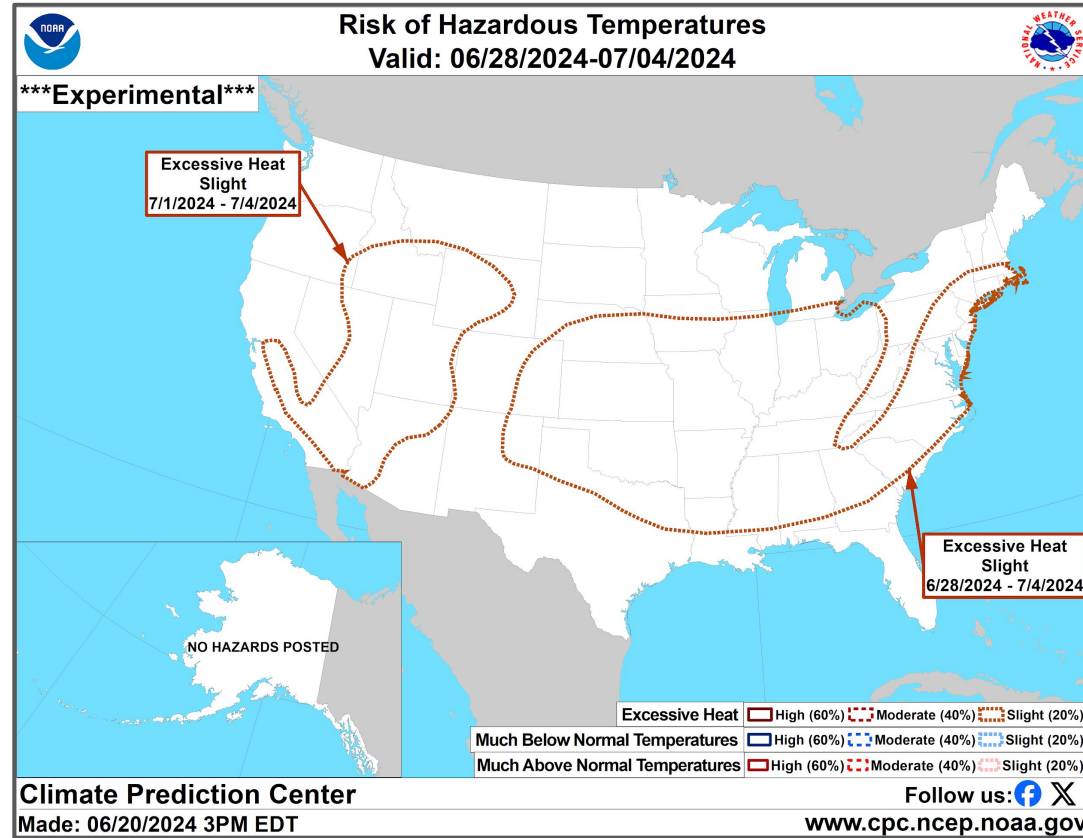 NOAA
Risk of Hazardous Temperatures
Valid: 06/28/2024-07/04/2024
NATIONAL WEATHER SERVICE
***Experimental***
Excessive Heat
Slight
7/1/2024 - 7/4/2024
Excessive Heat
Slight
6/28/2024 - 7/4/2024
NO HAZARDS POSTED
Excessive Heat High (60%) Moderate (40%) Slight (20%)
Much Below Normal Temperatures High (60%) Moderate (40%) Slight (20%)
Much Above Normal Temperatures High (60%) Moderate (40%) Slight (20%)
Climate Prediction Center
Follow us:
Made: 06/20/2024 3PM EDT
www.cpc.ncep.noaa.gov